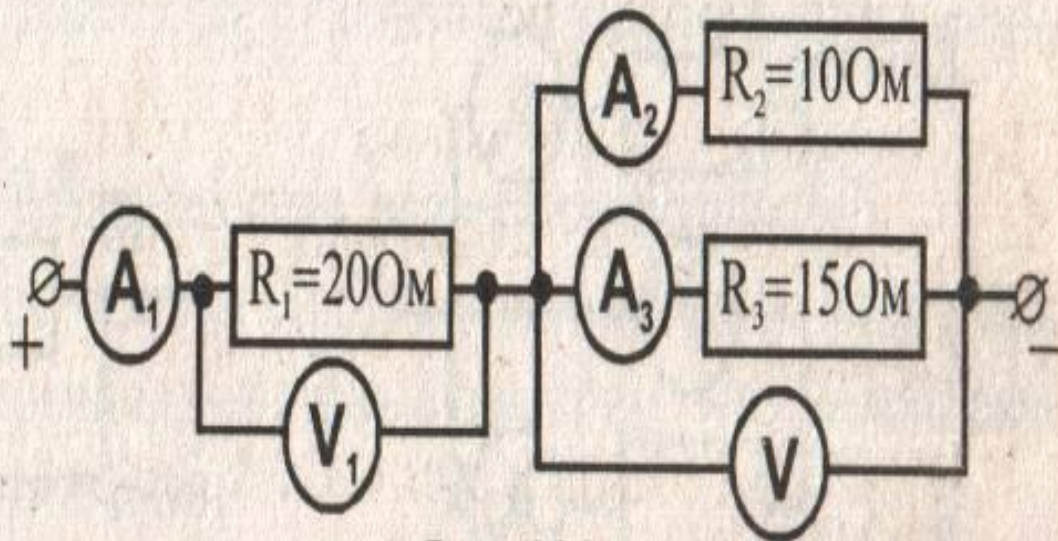 A₂ R₂=10Ом
+ A₁ R₁=20Ом A₃ R₃=15Ом −
V₁ V